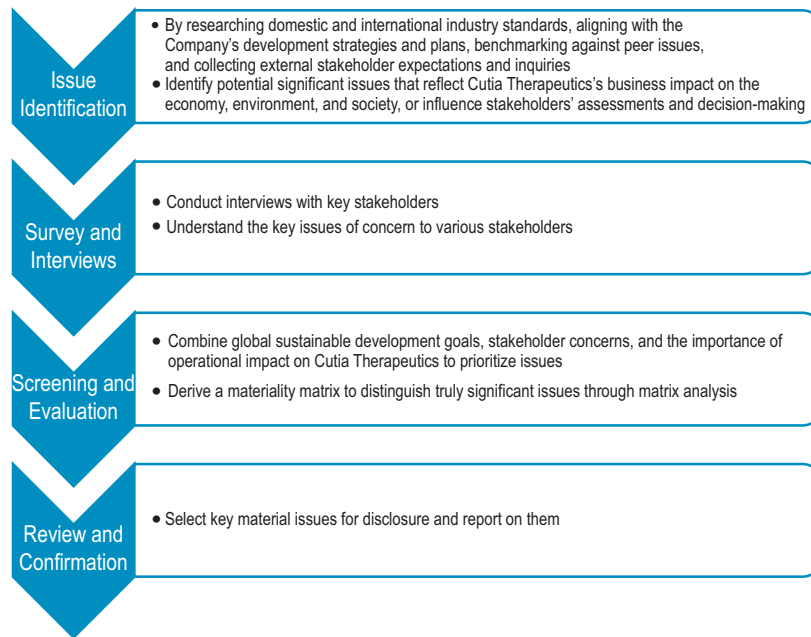 Issue
Identification
• By researching domestic and international industry standards, aligning with the
Company's development strategies and plans, benchmarking against peer issues,
and collecting external stakeholder expectations and inquiries
• Identify potential significant issues that reflect Cutia Therapeutics's business impact on the
economy, environment, and society, or influence stakeholders' assessments and decision-making
Survey and
Interviews
• Conduct interviews with key stakeholders
• Understand the key issues of concern to various stakeholders
Screening and
Evaluation
• Combine global sustainable development goals, stakeholder concerns, and the importance of
operational impact on Cutia Therapeutics to prioritize issues
• Derive a materiality matrix to distinguish truly significant issues through matrix analysis
Review and
Confirmation
• Select key material issues for disclosure and report on them